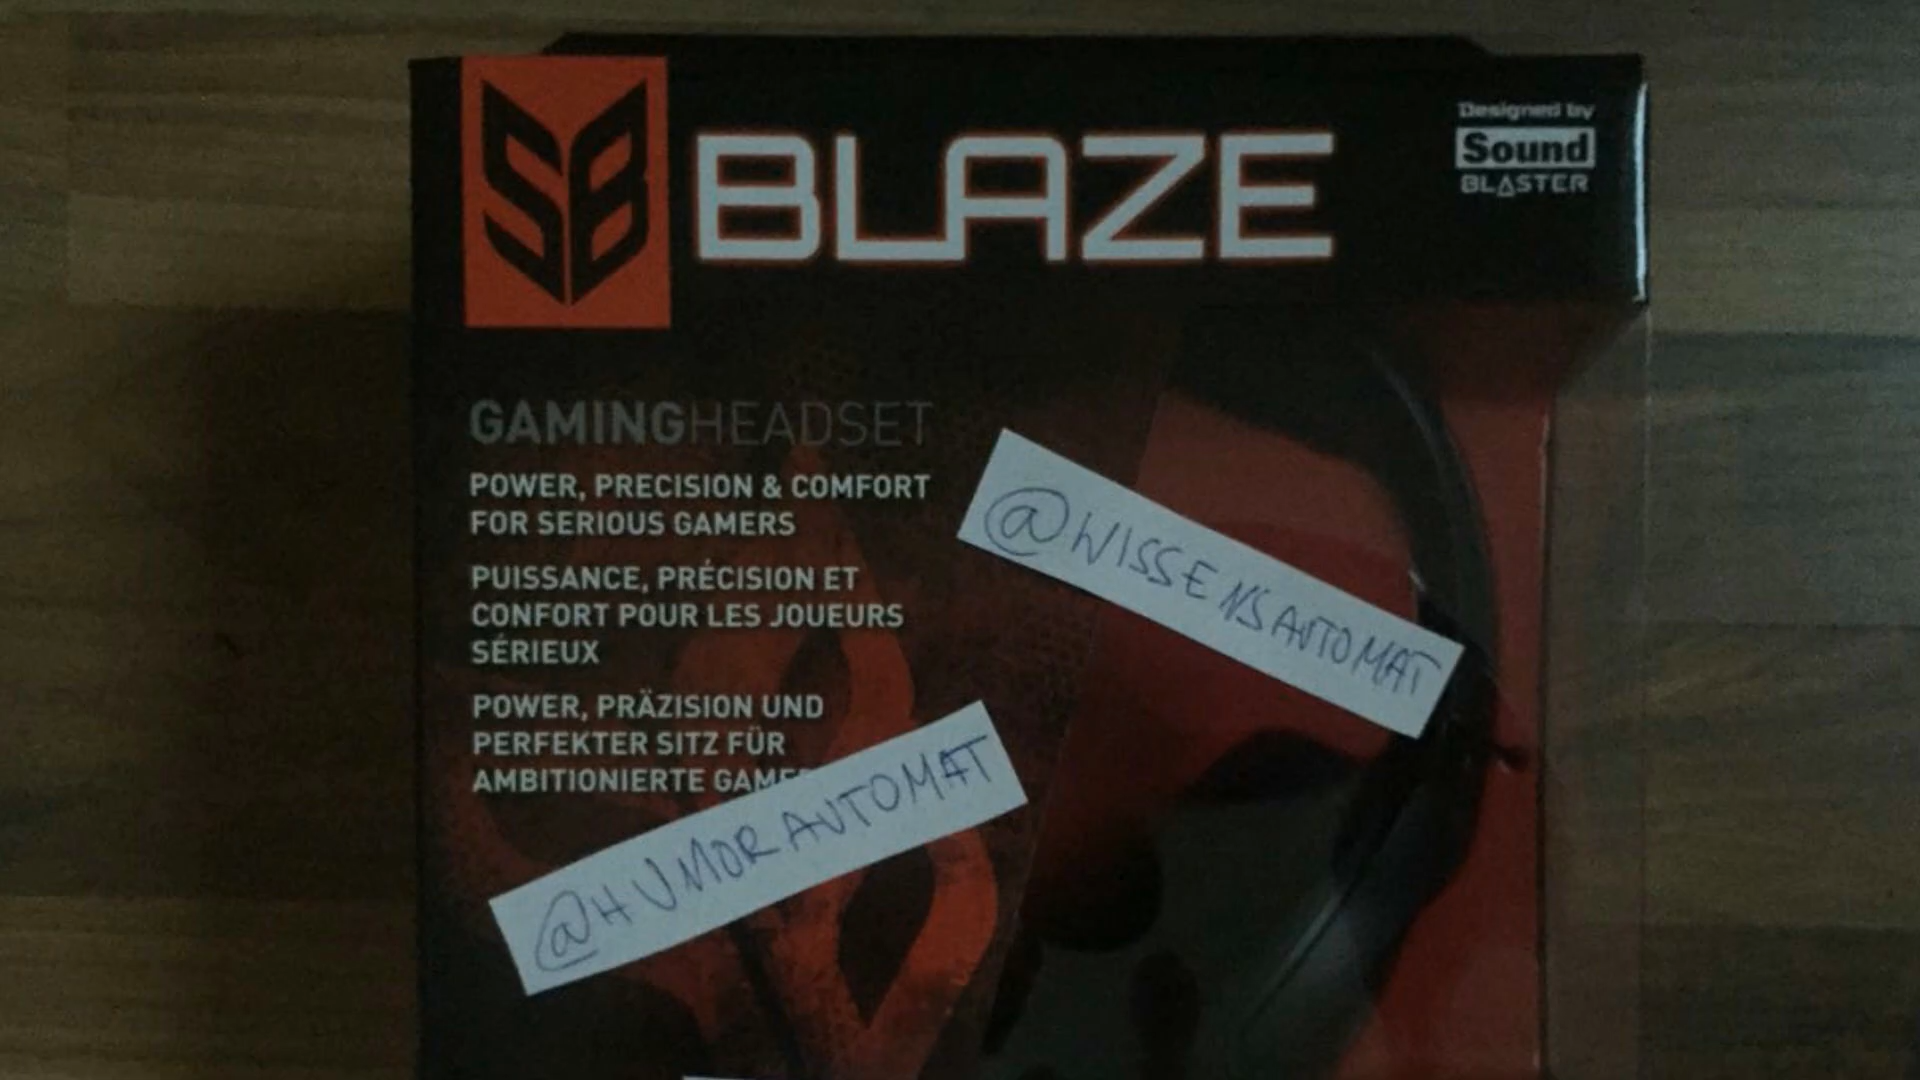 SB
BLAZE
Designed by
Sound
BLASTER
GAMINGHEADSET
POWER, PRECISION & COMFORT
FOR SERIOUS GAMERS
PUISSANCE, PRÉCISION ET
CONFORT POUR LES JOUEURS
SÉRIEUX
POWER, PRÄZISION UND
PERFEKTER SITZ FÜR
AMBITIONIERTE
@WISSENSAUTOMAT
@HUMORAUTOMAT